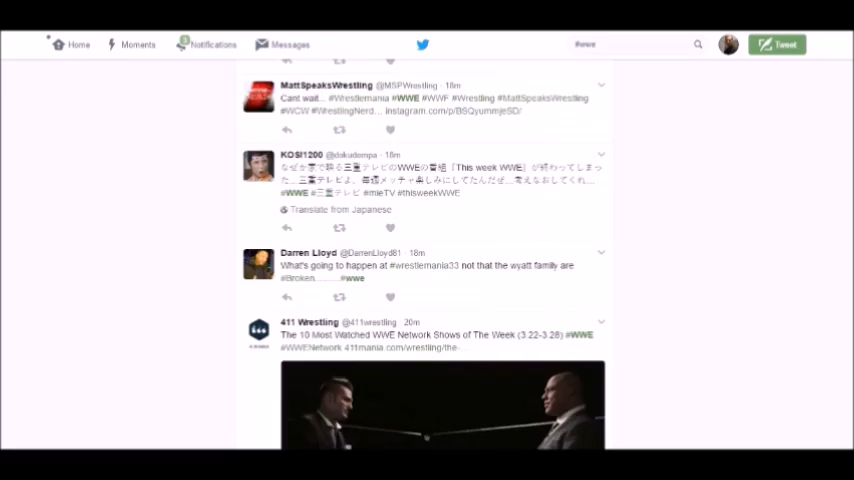 Home Moments 3 Notifications Messages #wwe Tweet
MattSpeaksWrestling @MSPWrestling · 18m
Cant wait... #Wrestlemania #WWE #WWF #Wrestling #MattSpeaksWrestling
#WCW #WrestlingNerd... instagram.com/p/BSQyummjeSD/
KOSI1200 @dokudompa · 18m
なぜか家で映る三重テレビのWWEの番組「This week WWE」が終わってしまっ
た...三重テレビよ、毎週メッチャ楽しみにしてたんだぜ...考えなおしてくれ...
#WWE #三重テレビ #mieTV #thisweekWWE
Translate from Japanese
Darren Lloyd @DarrenLloyd81 · 18m
What's going to happen at #wrestlemania33 not that the wyatt family are
#Broken.........#wwe
411 Wrestling @411wrestling · 20m
The 10 Most Watched WWE Network Shows of The Week (3.22-3.28) #WWE
#WWENetwork 411mania.com/wrestling/the-...